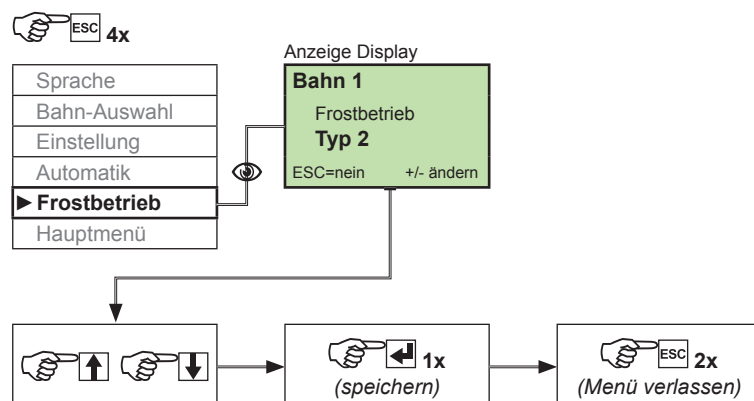 ESC 4x
Anzeige Display
Sprache
Bahn-Auswahl
Einstellung
Automatik
Frostbetrieb
Hauptmenü
Bahn 1
Frostbetrieb
Typ 2
ESC=nein +/- ändern
1x
(speichern)
ESC 2x
(Menü verlassen)